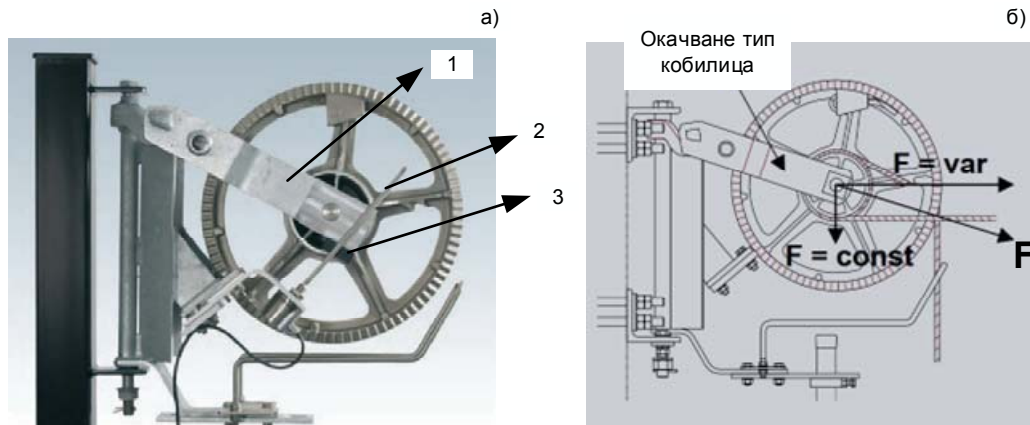 а)
1
2
3
б)
Окачване тип
кобилица
F = var
F = const
F